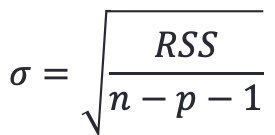 σ = √(RSS / (n − p − 1))